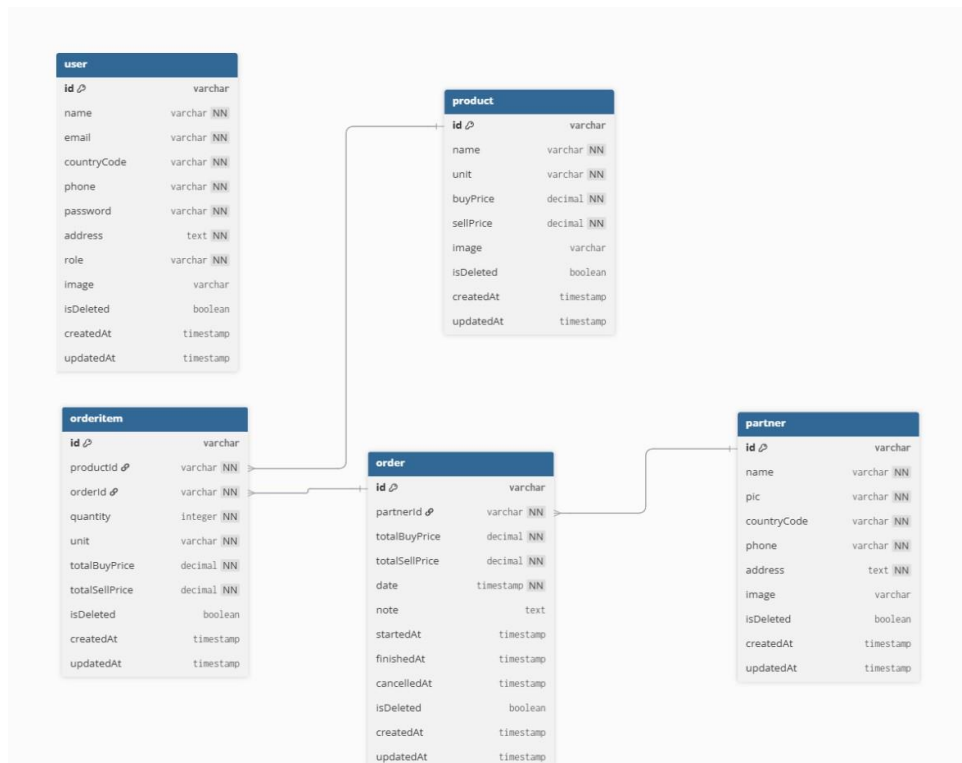 user
id varchar
name varchar NN
email varchar NN
countryCode varchar NN
phone varchar NN
password varchar NN
address text NN
role varchar NN
image varchar
isDeleted boolean
createdAt timestamp
updatedAt timestamp
product
id varchar
name varchar NN
unit varchar NN
buyPrice decimal NN
sellPrice decimal NN
image varchar
isDeleted boolean
createdAt timestamp
updatedAt timestamp
orderitem
id varchar
productId varchar NN
orderId varchar NN
quantity integer NN
unit varchar NN
totalBuyPrice decimal NN
totalSellPrice decimal NN
isDeleted boolean
createdAt timestamp
updatedAt timestamp
order
id varchar
partnerId varchar NN
totalBuyPrice decimal NN
totalSellPrice decimal NN
date timestamp NN
note text
startedAt timestamp
finishedAt timestamp
cancelledAt timestamp
isDeleted boolean
createdAt timestamp
updatedAt timestamp
partner
id varchar
name varchar NN
pic varchar NN
countryCode varchar NN
phone varchar NN
address text NN
image varchar
isDeleted boolean
createdAt timestamp
updatedAt timestamp